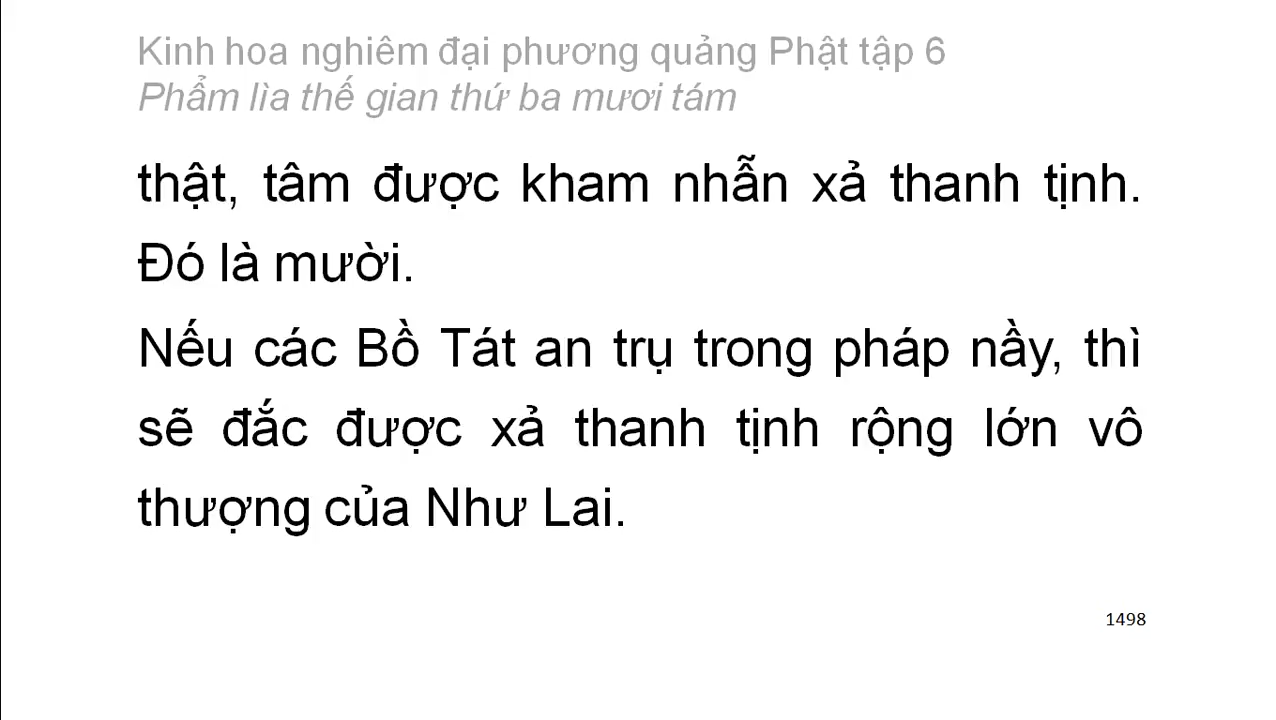 Kinh hoa nghiêm đại phương quảng Phật tập 6
Phẩm lìa thế gian thứ ba mươi tám
thật, tâm được kham nhẫn xả thanh tịnh.
Đó là mười.
Nếu các Bồ Tát an trụ trong pháp nầy, thì
sẽ đắc được xả thanh tịnh rộng lớn vô
thượng của Như Lai.
1498